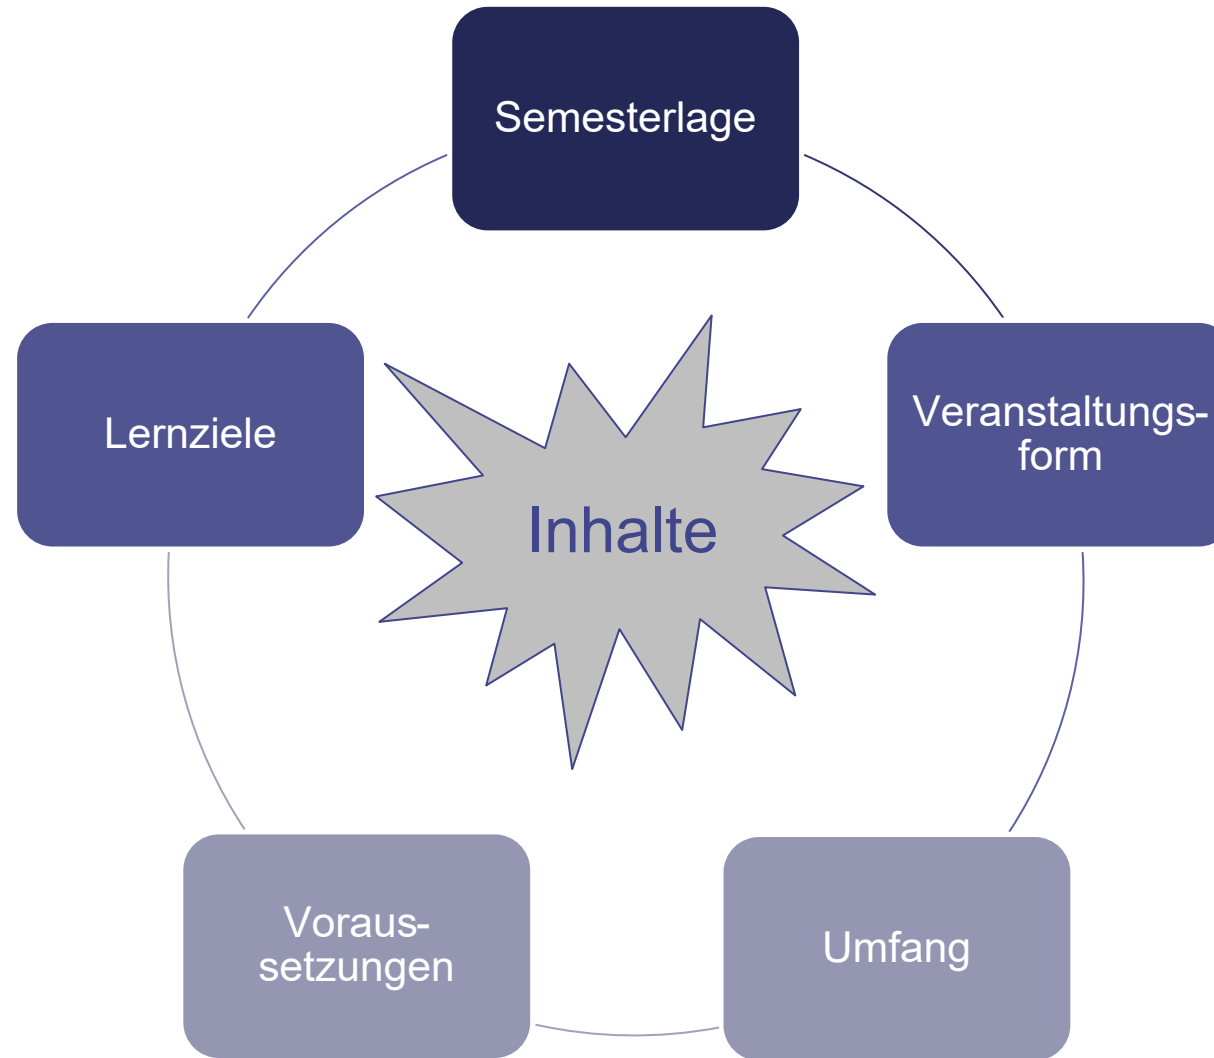 Semesterlage
Lernziele
Veranstaltungs-
form
Inhalte
Voraus-
setzungen
Umfang